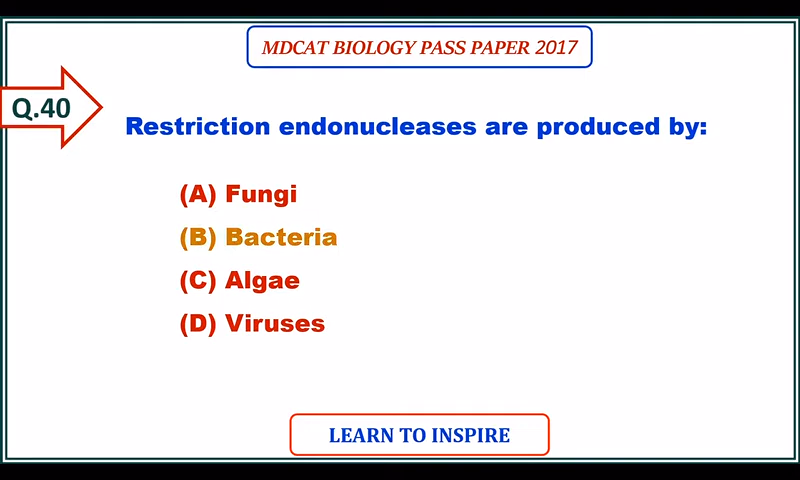 MDCAT BIOLOGY PASS PAPER 2017
Q.40
Restriction endonucleases are produced by:
(A) Fungi
(B) Bacteria
(C) Algae
(D) Viruses
LEARN TO INSPIRE